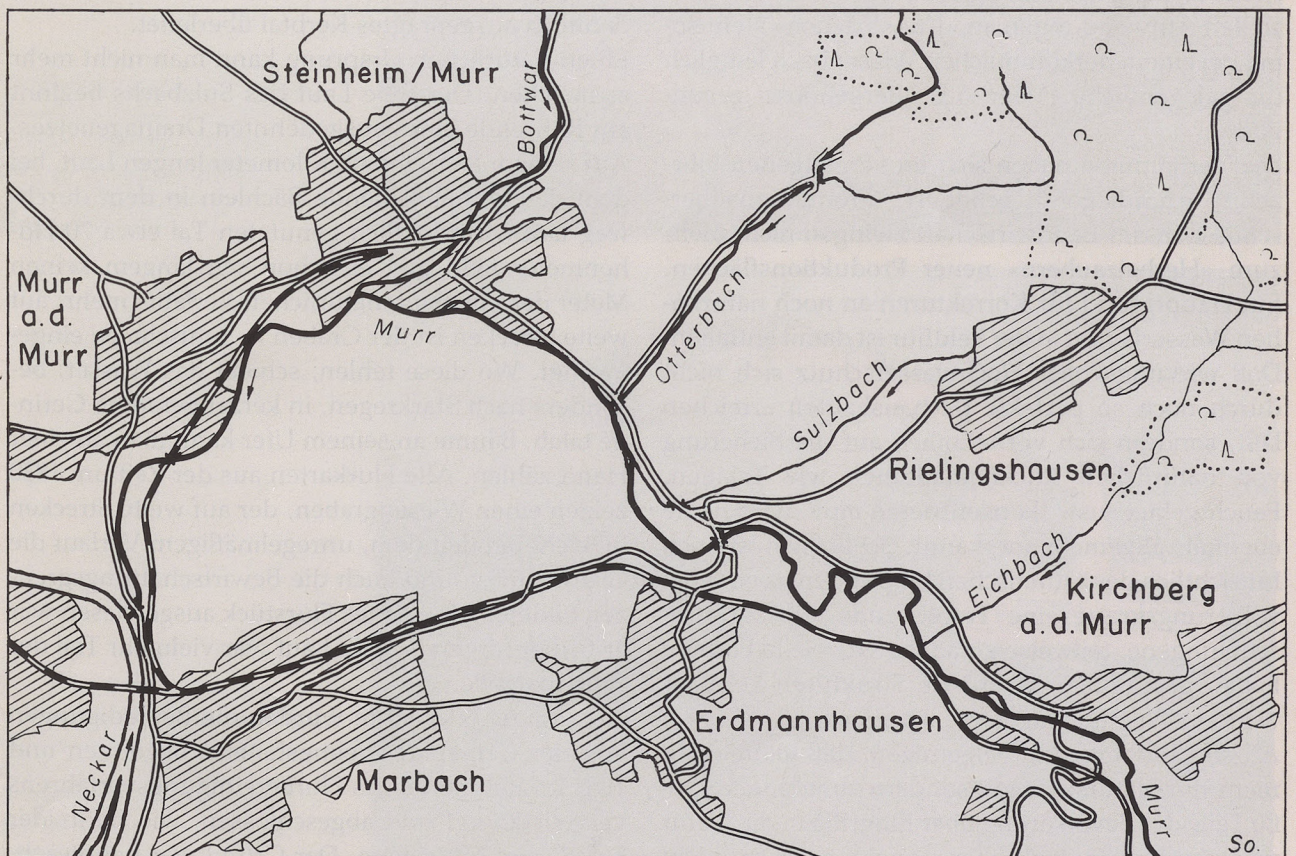 Steinheim / Murr
Bottwar
Murr
a.d.
Murr
Murr
Otterbach
Sulzbach
Rielingshausen
Eichbach
Kirchberg
a.d. Murr
Erdmannhausen
Marbach
Neckar
Murr
So.